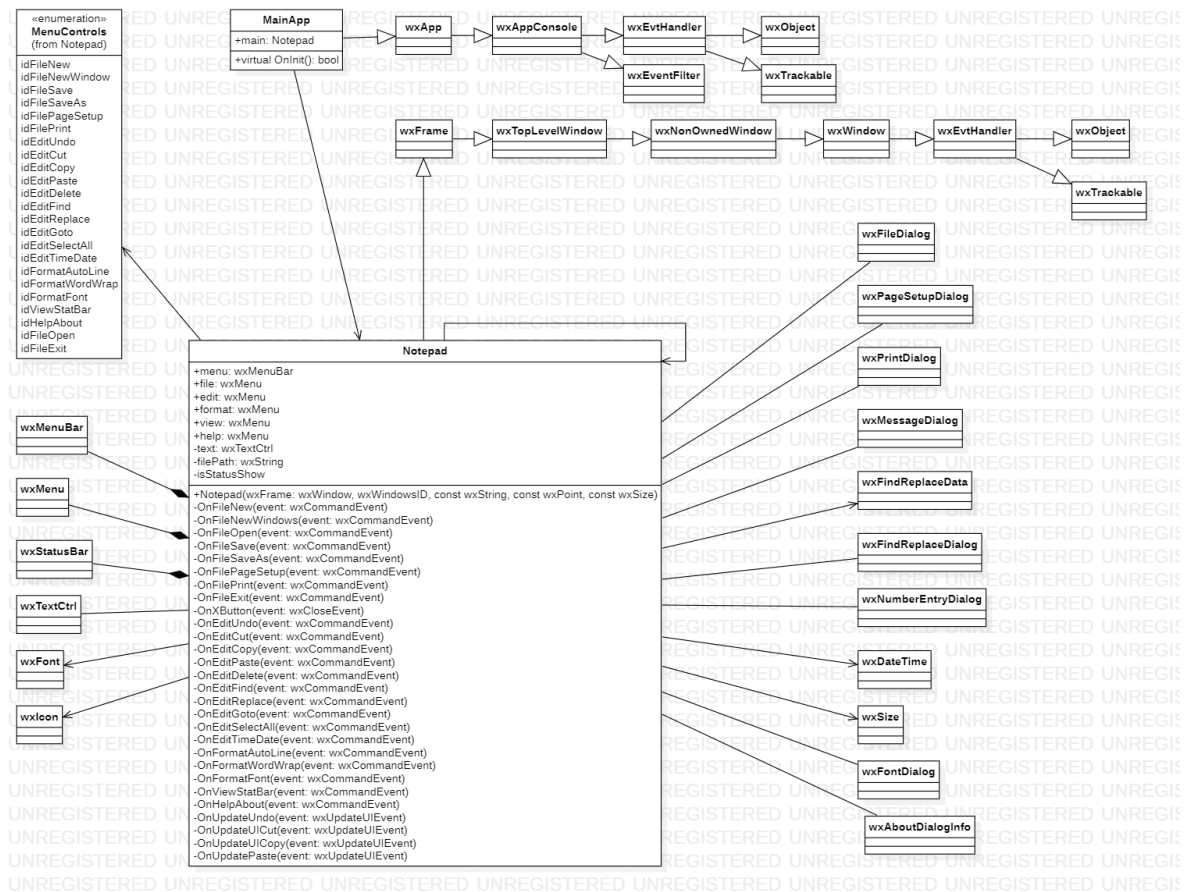 «enumeration»
MenuControls
(from Notepad)
idFileNew
idFileNewWindow
idFileSave
idFileSaveAs
idFilePageSetup
idFilePrint
idEditUndo
idEditCut
idEditCopy
idEditPaste
idEditDelete
idEditFind
idEditReplace
idEditGoto
idEditSelectAll
idEditTimeDate
idFormatAutoLine
idFormatWordWrap
idFormatFont
idViewStatBar
idHelpAbout
idFileOpen
idFileExit
MainApp
+main: Notepad
+virtual OnInit(): bool
wxApp
wxAppConsole
wxEvtHandler
wxObject
wxEventFilter
wxTrackable
wxFrame
wxTopLevelWindow
wxNonOwnedWindow
wxWindow
wxEvtHandler
wxObject
wxTrackable
Notepad
+menu: wxMenuBar
+file: wxMenu
+edit: wxMenu
+format: wxMenu
+view: wxMenu
+help: wxMenu
-text: wxTextCtrl
-filePath: wxString
-isStatusShow
+Notepad(wxFrame: wxWindow, wxWindowsID, const wxString, const wxPoint, const wxSize)
-OnFileNew(event: wxCommandEvent)
-OnFileNewWindows(event: wxCommandEvent)
-OnFileOpen(event: wxCommandEvent)
-OnFileSave(event: wxCommandEvent)
-OnFileSaveAs(event: wxCommandEvent)
-OnFilePageSetup(event: wxCommandEvent)
-OnFilePrint(event: wxCommandEvent)
-OnFileExit(event: wxCommandEvent)
-OnXButton(event: wxCloseEvent)
-OnEditUndo(event: wxCommandEvent)
-OnEditCut(event: wxCommandEvent)
-OnEditCopy(event: wxCommandEvent)
-OnEditPaste(event: wxCommandEvent)
-OnEditDelete(event: wxCommandEvent)
-OnEditFind(event: wxCommandEvent)
-OnEditReplace(event: wxCommandEvent)
-OnEditGoto(event: wxCommandEvent)
-OnEditSelectAll(event: wxCommandEvent)
-OnEditTimeDate(event: wxCommandEvent)
-OnFormatAutoLine(event: wxCommandEvent)
-OnFormatWordWrap(event: wxCommandEvent)
-OnFormatFont(event: wxCommandEvent)
-OnViewStatBar(event: wxCommandEvent)
-OnHelpAbout(event: wxCommandEvent)
-OnUpdateUndo(event: wxUpdateUIEvent)
-OnUpdateUICut(event: wxUpdateUIEvent)
-OnUpdateUICopy(event: wxUpdateUIEvent)
-OnUpdatePaste(event: wxUpdateUIEvent)
wxMenuBar
wxMenu
wxStatusBar
wxTextCtrl
wxFont
wxIcon
wxFileDialog
wxPageSetupDialog
wxPrintDialog
wxMessageDialog
wxFindReplaceData
wxFindReplaceDialog
wxNumberEntryDialog
wxDateTime
wxSize
wxFontDialog
wxAboutDialogInfo